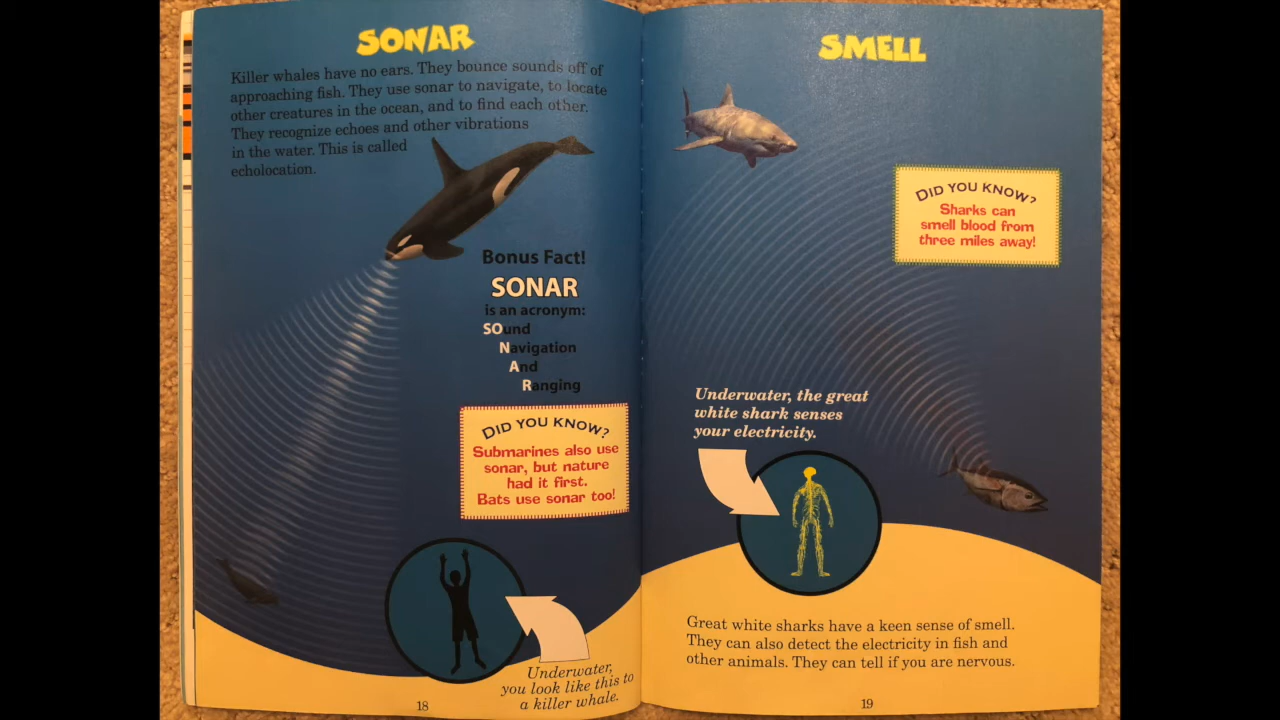 SONAR
Killer whales have no ears. They bounce sounds off of
approaching fish. They use sonar to navigate, to locate
other creatures in the ocean, and to find each other.
They recognize echoes and other vibrations
in the water. This is called
echolocation.
Bonus Fact!
SONAR
is an acronym:
SOund
Navigation
And
Ranging
DID YOU KNOW?
Submarines also use
sonar, but nature
had it first.
Bats use sonar too!
Underwater,
you look like this to
a killer whale.
18
SMELL
DID YOU KNOW?
Sharks can
smell blood from
three miles away!
Underwater, the great
white shark senses
your electricity.
Great white sharks have a keen sense of smell.
They can also detect the electricity in fish and
other animals. They can tell if you are nervous.
19